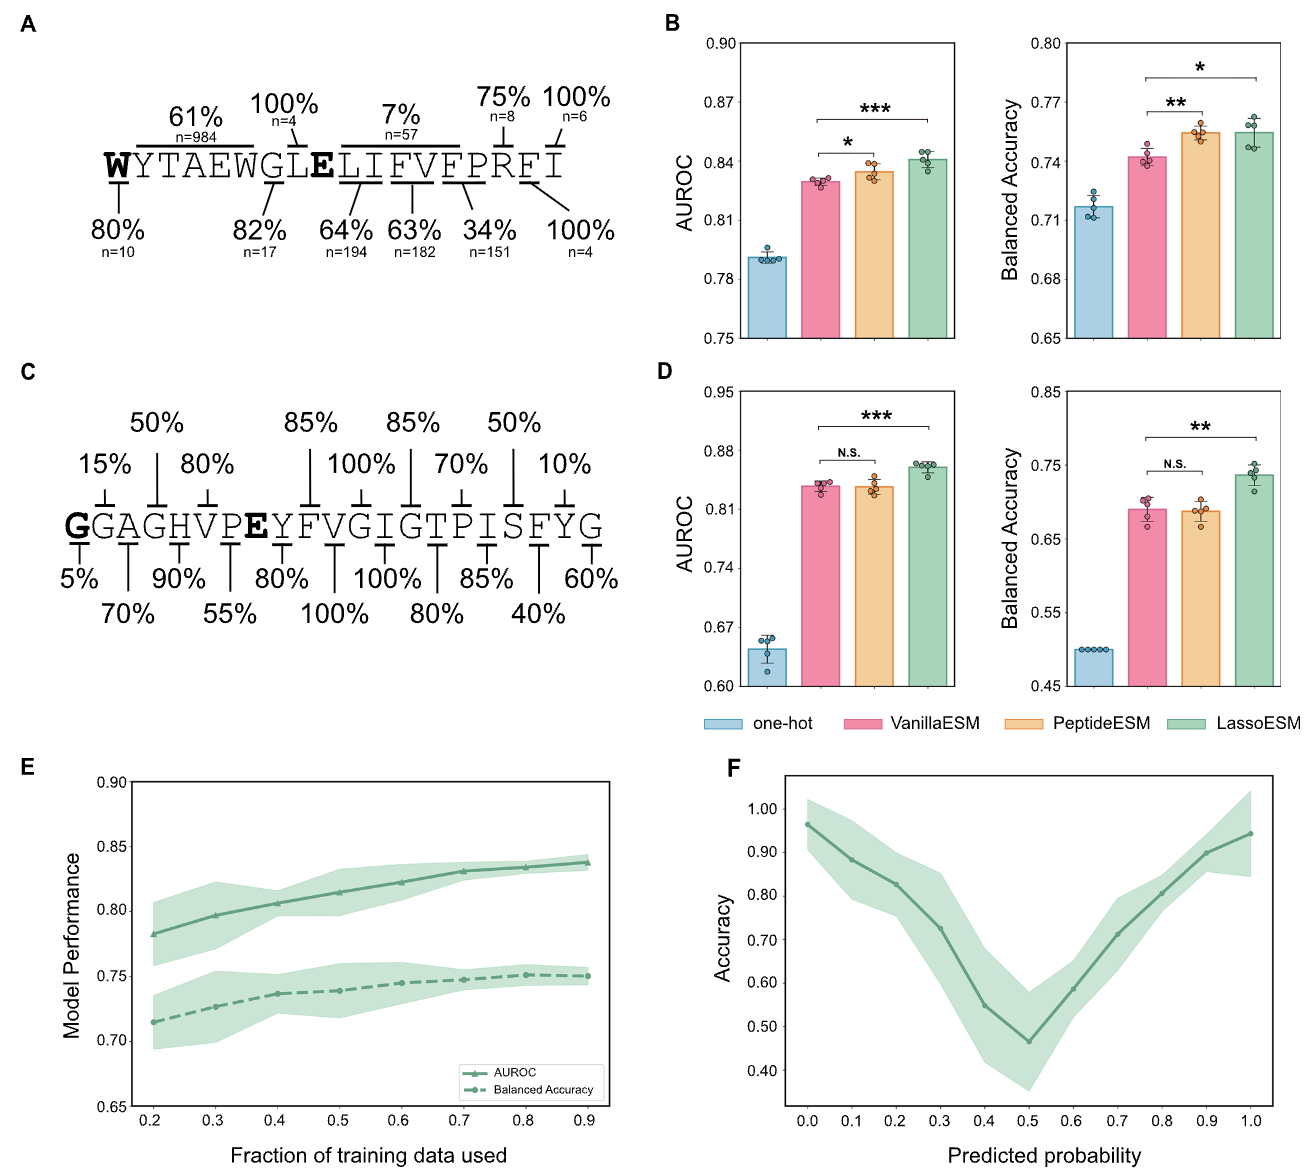 A
100%
n=4
75%
n=8
100%
n=6
61%
n=984
7%
n=57
WYTAEWGLELIFVFPRFI
80%
n=10
82%
n=17
64%
n=194
63%
n=182
34%
n=151
100%
n=4
B
AUROC
0.90
0.87
0.84
0.81
0.78
0.75
***
*
Balanced Accuracy
0.80
0.77
0.74
0.71
0.68
0.65
*
**
C
50%
85%
85%
50%
15%
80%
100%
70%
10%
GGAGHVPEYFVGIGTPISFYG
5%
90%
80%
100%
85%
60%
70%
55%
100%
80%
40%
D
AUROC
0.95
0.88
0.81
0.74
0.67
0.60
***
N.S.
Balanced Accuracy
0.85
0.75
0.65
0.55
0.45
**
N.S.
one-hot
VanillaESM
PeptideESM
LassoESM
E
Model Performance
0.90
0.85
0.80
0.75
0.70
0.65
AUROC
Balanced Accuracy
0.2 0.3 0.4 0.5 0.6 0.7 0.8 0.9
Fraction of training data used
F
Accuracy
1.00
0.90
0.80
0.70
0.60
0.50
0.40
0.0 0.1 0.2 0.3 0.4 0.5 0.6 0.7 0.8 0.9 1.0
Predicted probability